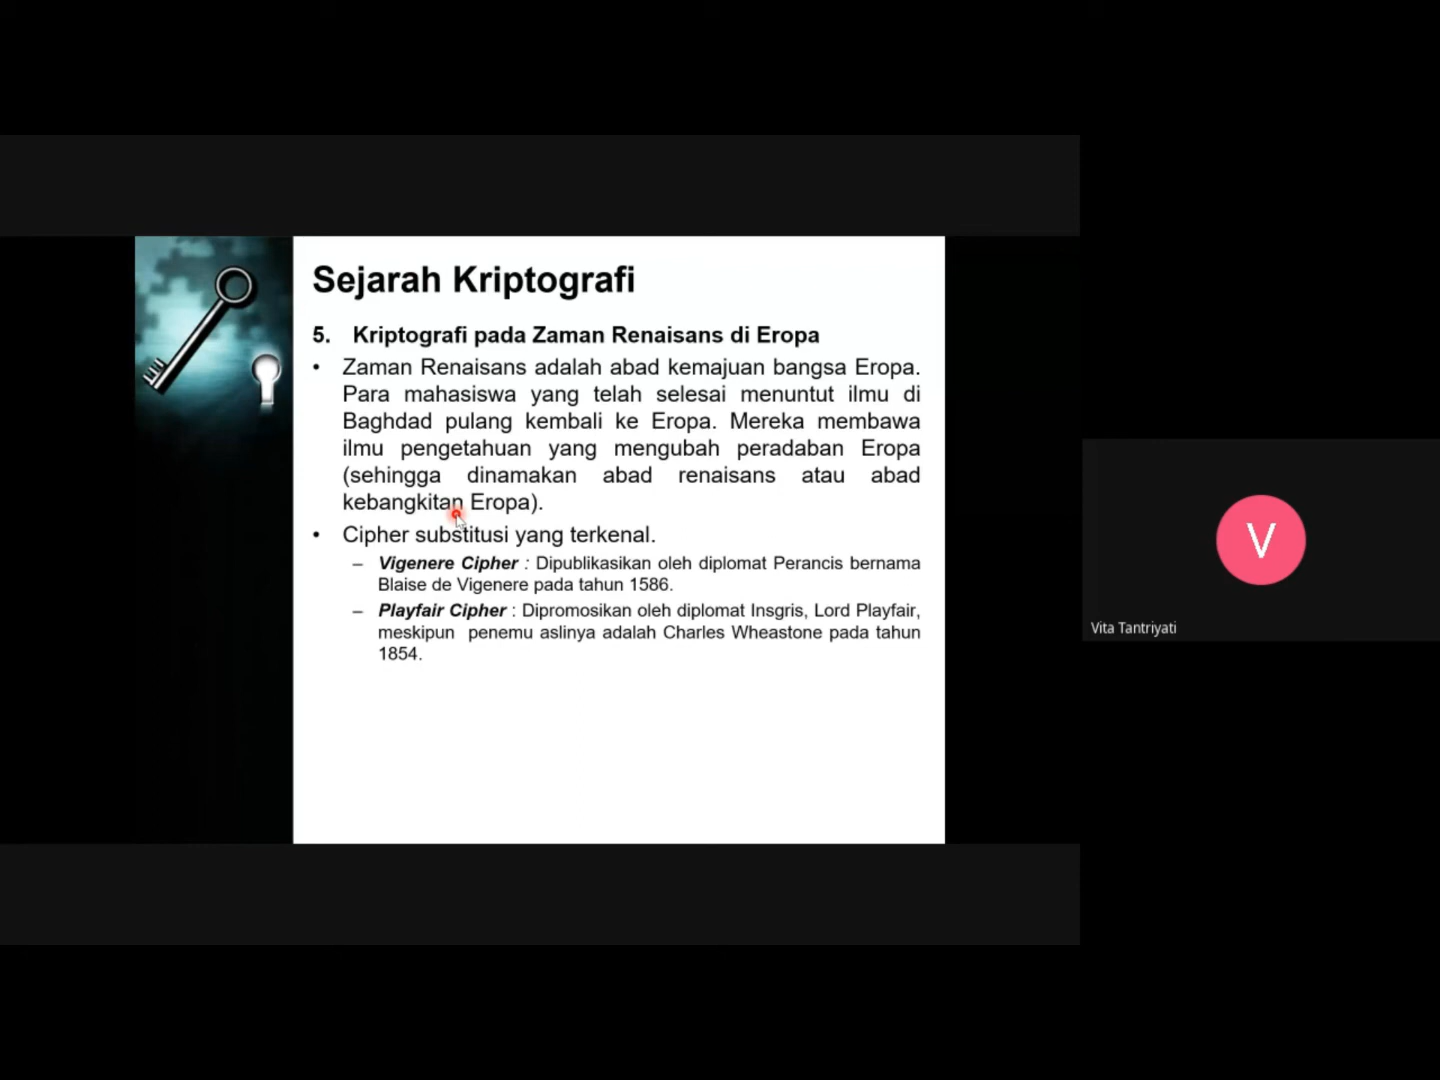 Sejarah Kriptografi
5. Kriptografi pada Zaman Renaisans di Eropa
• Zaman Renaisans adalah abad kemajuan bangsa Eropa.
Para mahasiswa yang telah selesai menuntut ilmu di
Baghdad pulang kembali ke Eropa. Mereka membawa
ilmu pengetahuan yang mengubah peradaban Eropa
(sehingga dinamakan abad renaisans atau abad
kebangkitan Eropa).
• Cipher substitusi yang terkenal.
– Vigenere Cipher : Dipublikasikan oleh diplomat Perancis bernama
Blaise de Vigenere pada tahun 1586.
– Playfair Cipher : Dipromosikan oleh diplomat Insgris, Lord Playfair,
meskipun penemu aslinya adalah Charles Wheastone pada tahun
1854.
V
Vita Tantriyati